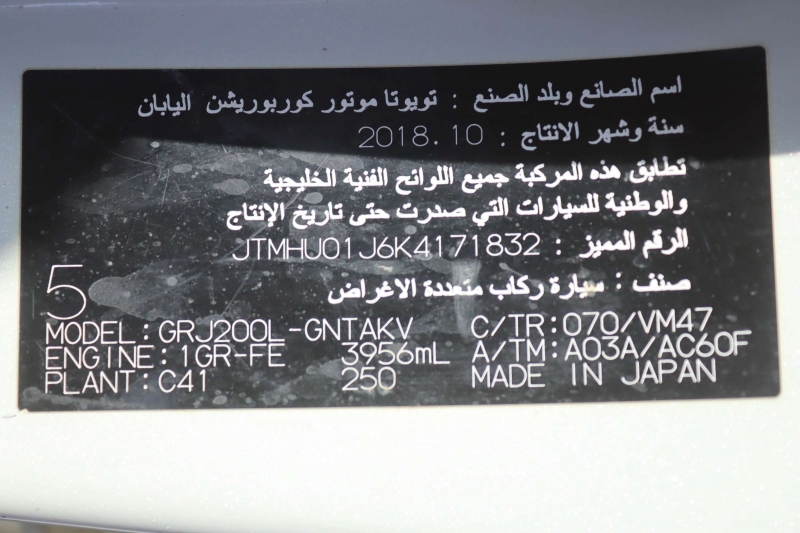 اسم الصانع وبلد الصنع : تويوتا موتور كوربوريشن اليابان
سنة وشهر الانتاج : 2018.10
تطابق هذه المركبة جميع اللوائح الفنية الخليجية
والوطنية للسيارات التي صدرت حتى تاريخ الإنتاج
الرقم المميز : JTMHU01J6K4171832
صنف : سيارة ركاب متعددة الاغراض
5
MODEL:GRJ200L-GNTAKV C/TR:070/VM47
ENGINE:1GR-FE 3956mL A/TM:A03A/AC60F
PLANT:C41 250 MADE IN JAPAN